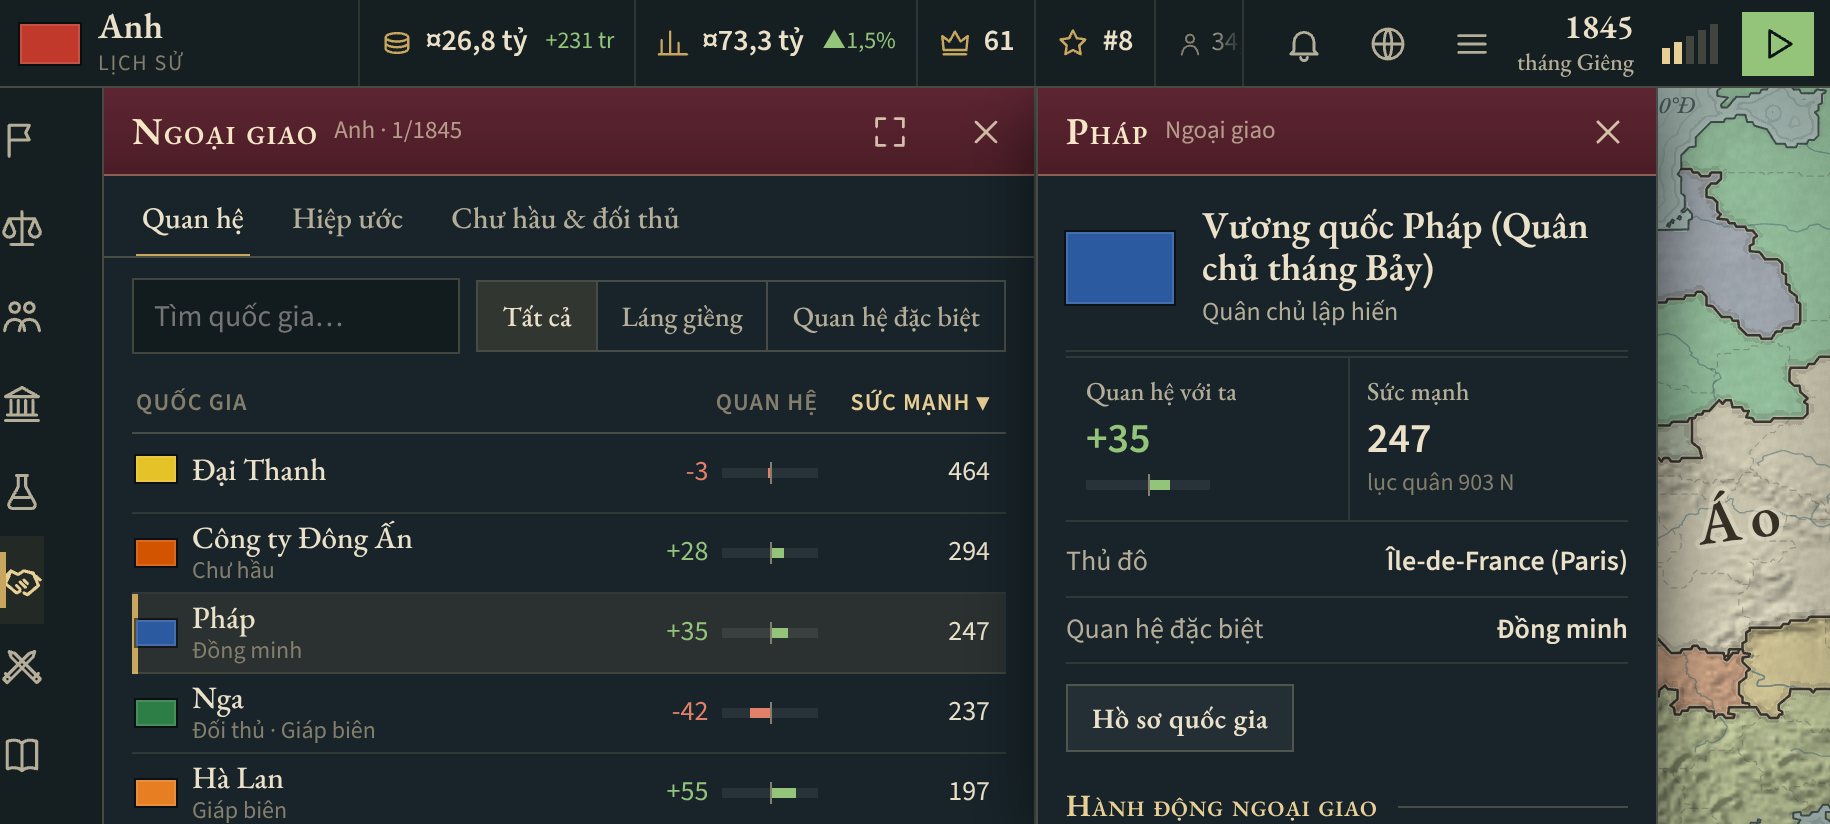 Anh
LỊCH SỬ
¤26,8 tỷ +231 tr
¤73,3 tỷ ▲1,5%
61
#8
34
1845
tháng Giêng
Ngoại giao Anh · 1/1845
Quan hệ Hiệp ước Chư hầu & đối thủ
Tìm quốc gia… Tất cả Láng giềng Quan hệ đặc biệt
QUỐC GIA QUAN HỆ SỨC MẠNH ▼
Đại Thanh -3 464
Công ty Đông Ấn +28 294
Chư hầu
Pháp +35 247
Đồng minh
Nga -42 237
Đối thủ · Giáp biên
Hà Lan +55 197
Giáp biên
Pháp Ngoại giao
Vương quốc Pháp (Quân
chủ tháng Bảy)
Quân chủ lập hiến
Quan hệ với ta
+35
Sức mạnh
247
lục quân 903 N
Thủ đô Île-de-France (Paris)
Quan hệ đặc biệt Đồng minh
Hồ sơ quốc gia
Hành động ngoại giao
0°Đ
Áo